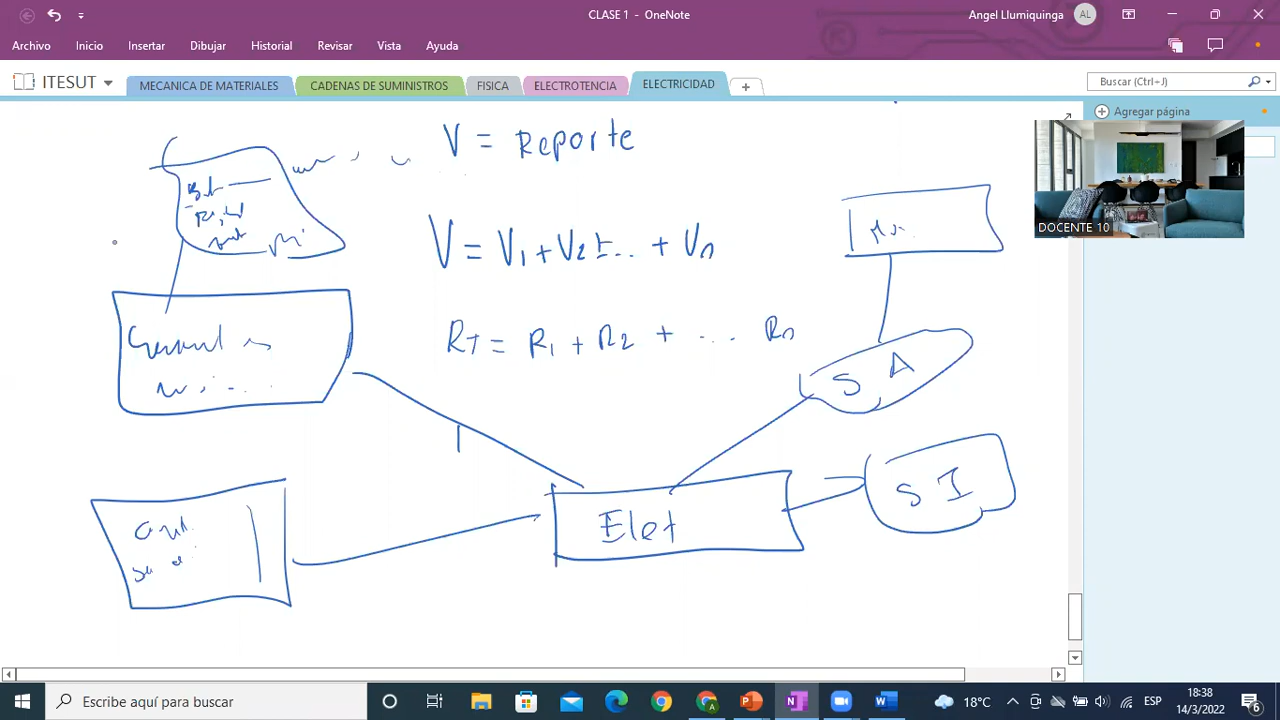 CLASE 1 - OneNote
Angel Llumiquinga AL
Archivo Inicio Insertar Dibujar Historial Revisar Vista Ayuda
ITESUT MECANICA DE MATERIALES CADENAS DE SUMINISTROS FISICA ELECTROTENCIA ELECTRICIDAD
Buscar (Ctrl+J)
Agregar página
V = Reporte
DOCENTE 10
V = V1 + V2 + ... + Vn
RT = R1 + R2 + ... Rn
S A
S I
Elet
Escribe aquí para buscar
18°C
ESP
18:38
14/3/2022
6